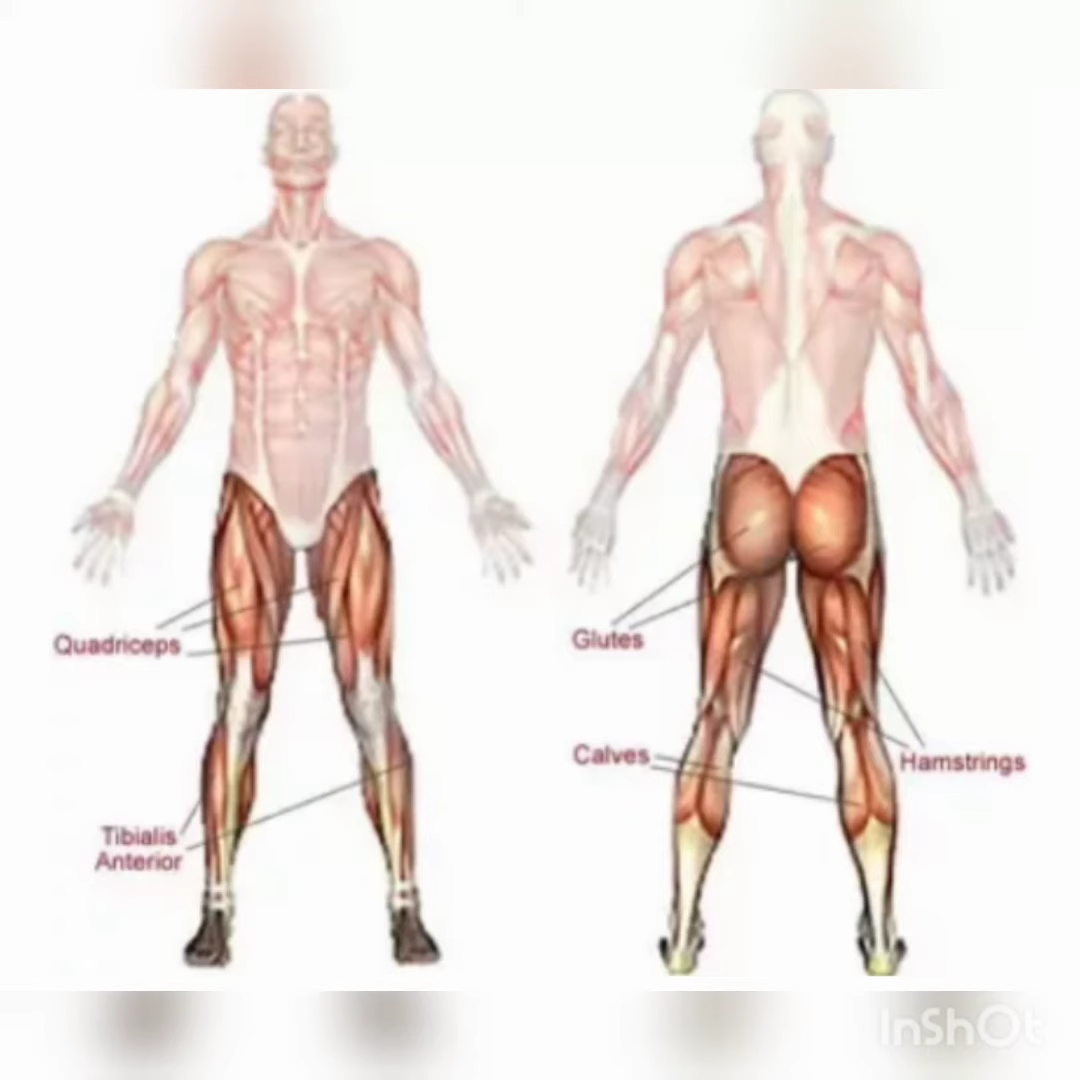 Quadriceps
Tibialis
Anterior
Glutes
Calves
Hamstrings
InShOt